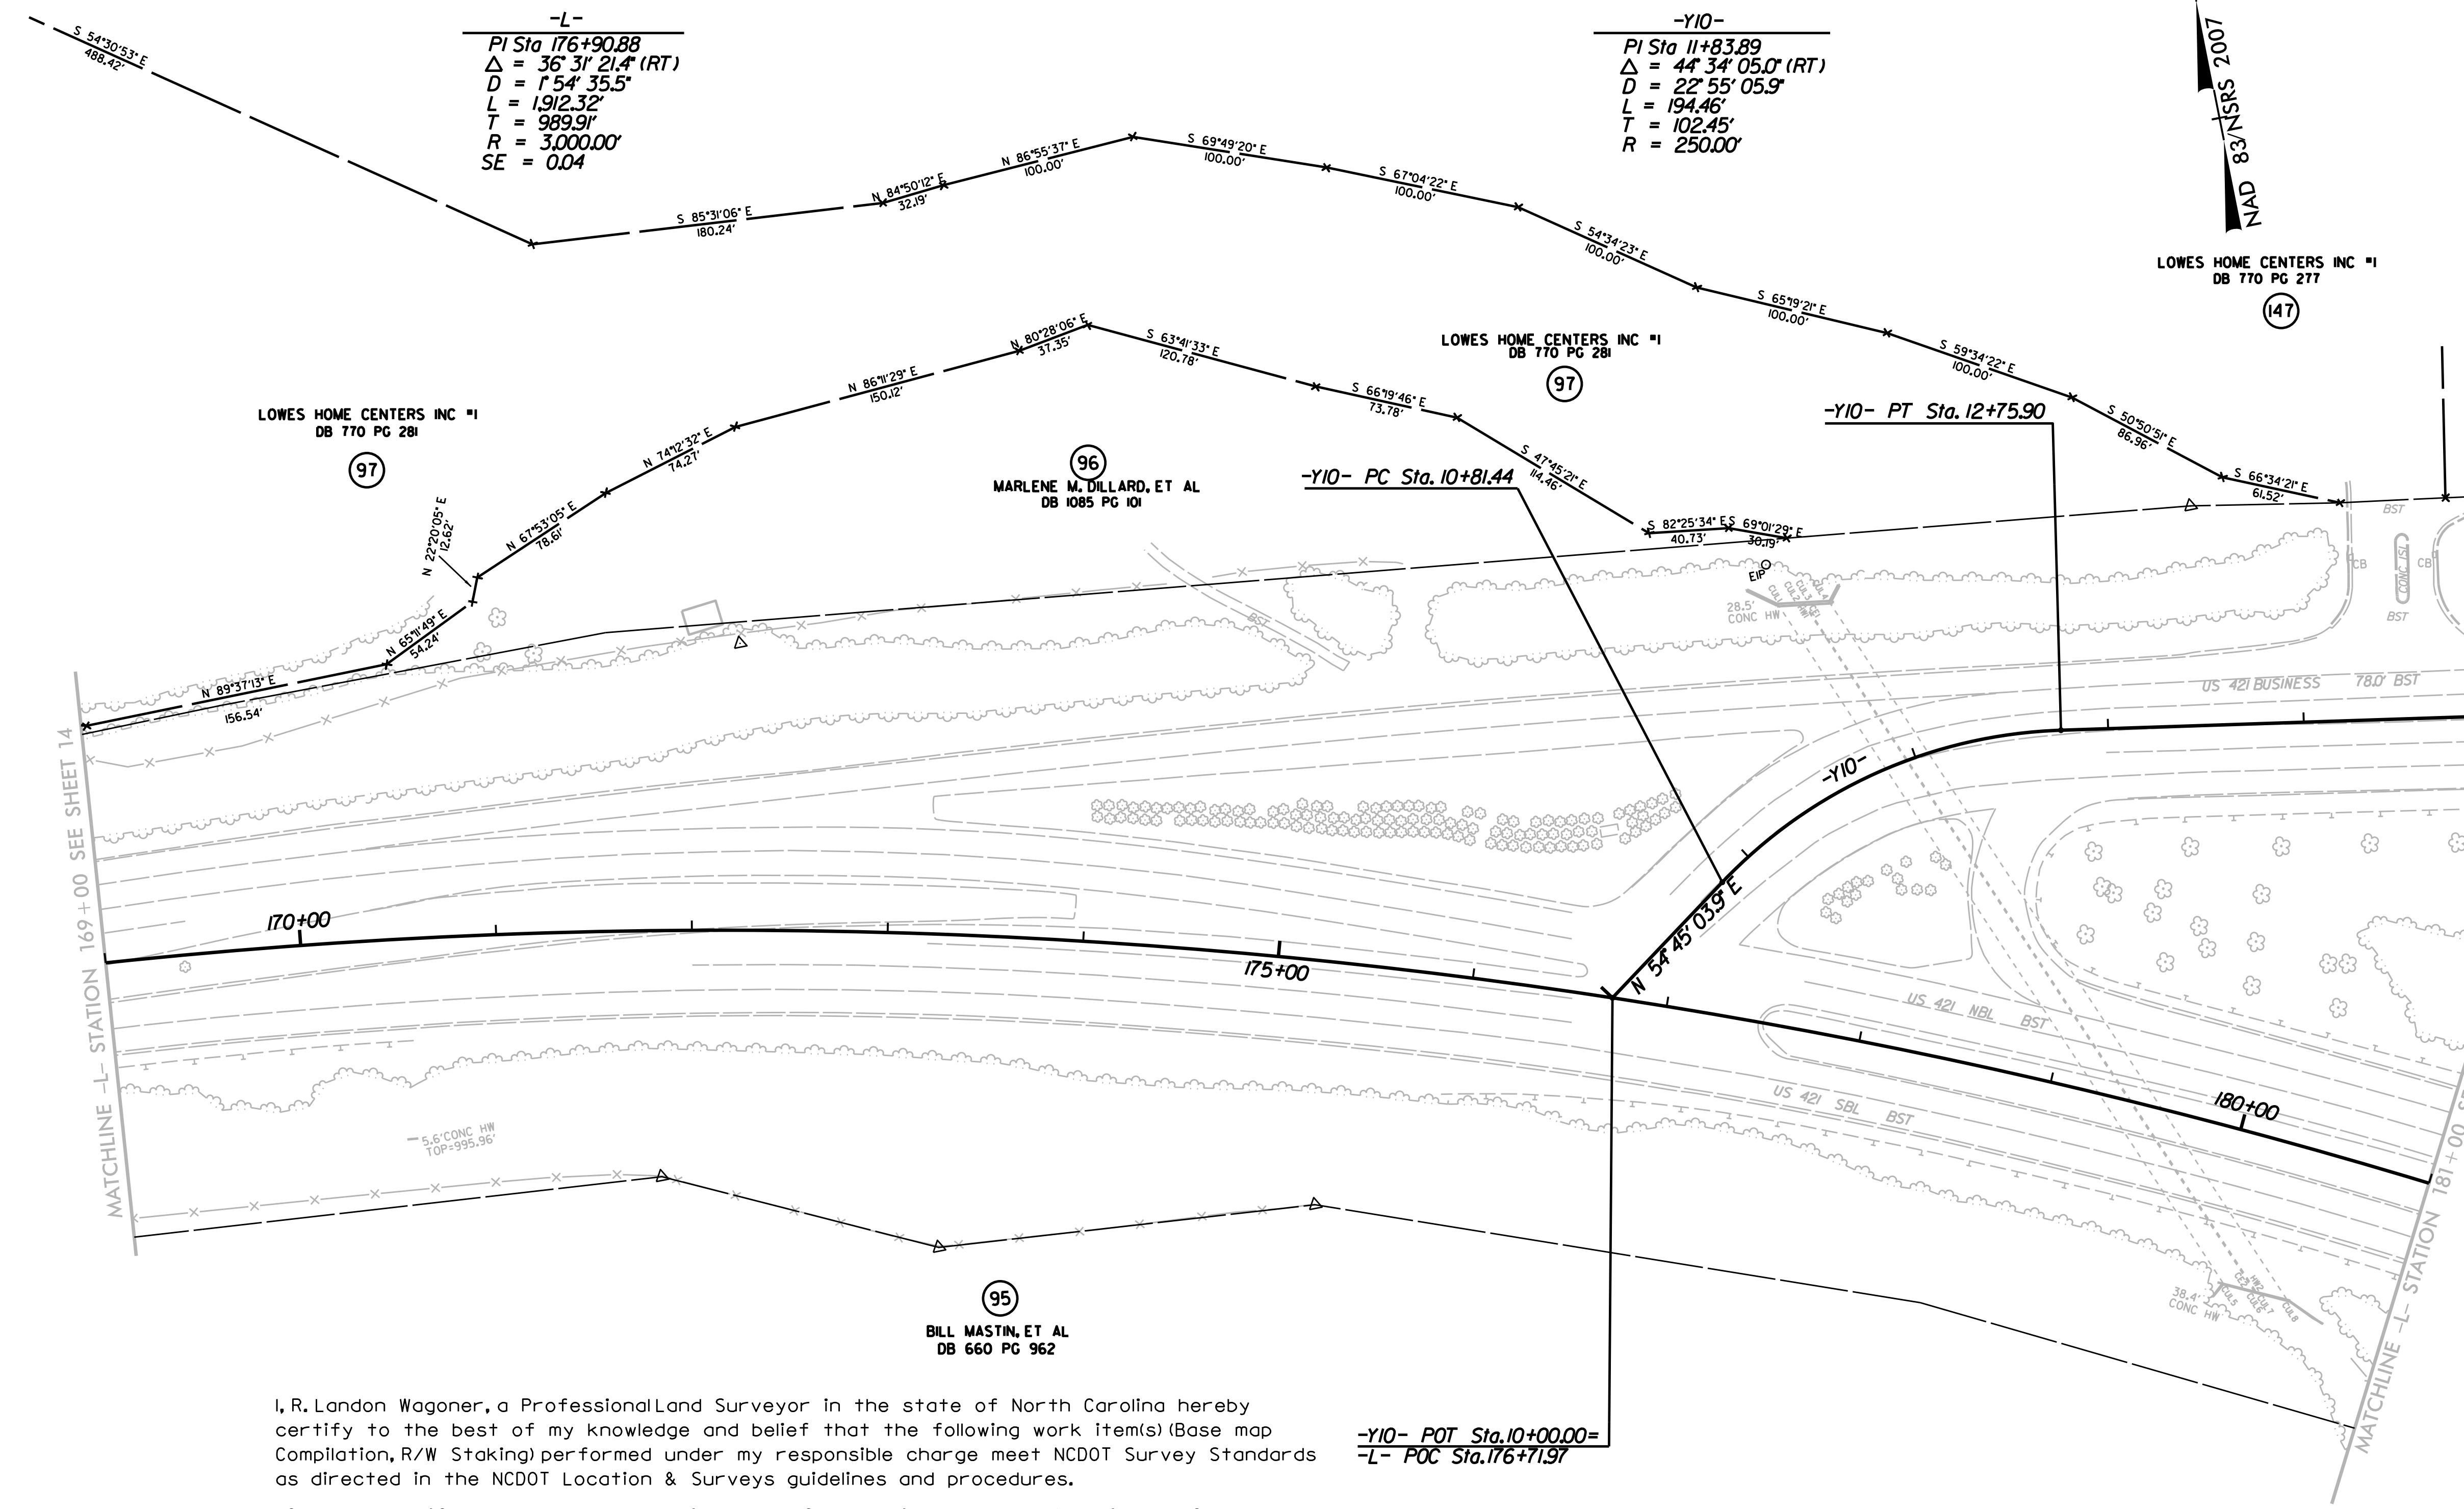 -L-
PI Sta 176+90.88
Δ = 36° 31' 21.4" (RT)
D = 1° 54' 35.5"
L = 1,912.32'
T = 989.91'
R = 3,000.00'
SE = 0.04
-Y10-
PI Sta 11+83.89
Δ = 44° 34' 05.0" (RT)
D = 22° 55' 05.9"
L = 194.46'
T = 102.45'
R = 250.00'
NAD 83/NSRS 2007
S 54°30'53" E
488.42'
S 85°31'06" E
180.24'
N 84°50'12" E
32.19'
N 86°55'37" E
100.00'
S 69°49'20" E
100.00'
S 67°04'22" E
100.00'
S 54°34'23" E
100.00'
S 65°19'21" E
100.00'
S 59°34'22" E
100.00'
S 50°50'51" E
86.96'
S 66°34'21" E
61.52'
LOWES HOME CENTERS INC #1
DB 770 PG 277
147
LOWES HOME CENTERS INC #1
DB 770 PG 281
97
LOWES HOME CENTERS INC #1
DB 770 PG 281
97
N 89°37'13" E
156.54'
N 65°11'49" E
54.24'
N 22°20'05" E
12.62'
N 67°53'05" E
78.61'
N 74°12'32" E
74.27'
N 86°11'29" E
150.12'
N 80°28'06" E
37.35'
S 63°41'33" E
120.78'
S 66°19'46" E
73.78'
S 47°45'21" E
114.46'
S 82°25'34" E
40.73'
S 69°01'29" E
30.19'
96
MARLENE M. DILLARD, ET AL
DB 1085 PG 101
-Y10- PC Sta. 10+81.44
-Y10- PT Sta. 12+75.90
EIP
28.5'
CONC HW
CUL1
CUL2
CUL3
CUL4
BST
BST
CB
CONC ISL
CB
BST
US 421 BUSINESS 78.0' BST
-Y10-
N 54° 45' 03.9" E
170+00
175+00
180+00
US 421 NBL BST
US 421 SBL BST
MATCHLINE -L- STATION 169+00 SEE SHEET 14
MATCHLINE -L- STATION 181+00
5.6' CONC HW
TOP=995.96'
38.4'
CONC HW
CUL5
CUL6
CUL7
CUL8
95
BILL MASTIN, ET AL
DB 660 PG 962
-Y10- POT Sta. 10+00.00=
-L- POC Sta. 176+71.97
I, R. Landon Wagoner, a Professional Land Surveyor in the state of North Carolina hereby
certify to the best of my knowledge and belief that the following work item(s) (Base map
Compilation, R/W Staking) performed under my responsible charge meet NCDOT Survey Standards
as directed in the NCDOT Location & Surveys guidelines and procedures.